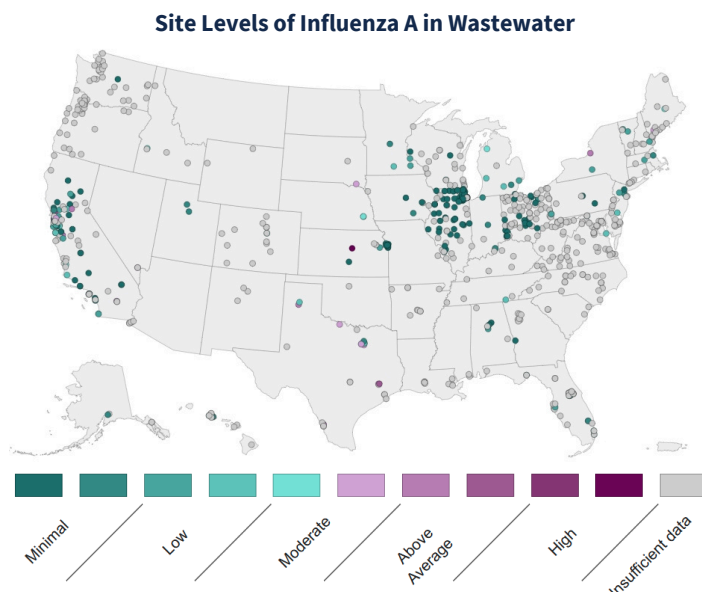 Site Levels of Influenza A in Wastewater
Minimal
Low
Moderate
Above
Average
High
Insufficient data